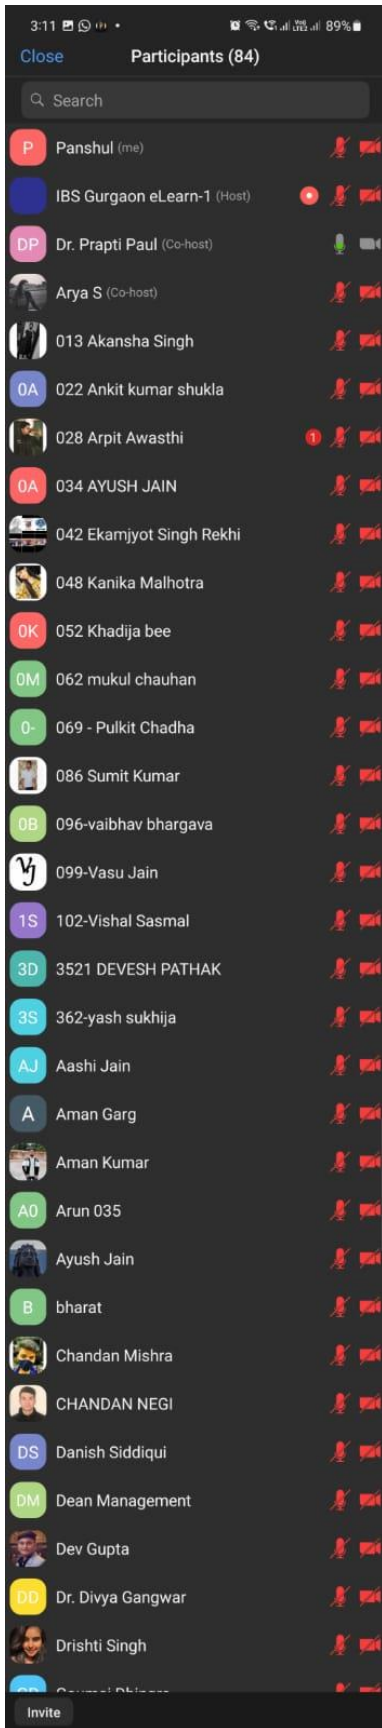 3:11 89%
Close Participants (84)
Search
P Panshul (me)
IBS Gurgaon eLearn-1 (Host)
DP Dr. Prapti Paul (Co-host)
Arya S (Co-host)
013 Akansha Singh
0A 022 Ankit kumar shukla
028 Arpit Awasthi 1
0A 034 AYUSH JAIN
042 Ekamjyot Singh Rekhi
048 Kanika Malhotra
0K 052 Khadija bee
0M 062 mukul chauhan
0- 069 - Pulkit Chadha
086 Sumit Kumar
0B 096-vaibhav bhargava
VJ 099-Vasu Jain
1S 102-Vishal Sasmal
3D 3521 DEVESH PATHAK
3S 362-yash sukhija
AJ Aashi Jain
A Aman Garg
Aman Kumar
A0 Arun 035
Ayush Jain
B bharat
Chandan Mishra
CHANDAN NEGI
DS Danish Siddiqui
DM Dean Management
Dev Gupta
DD Dr. Divya Gangwar
Drishti Singh
Invite